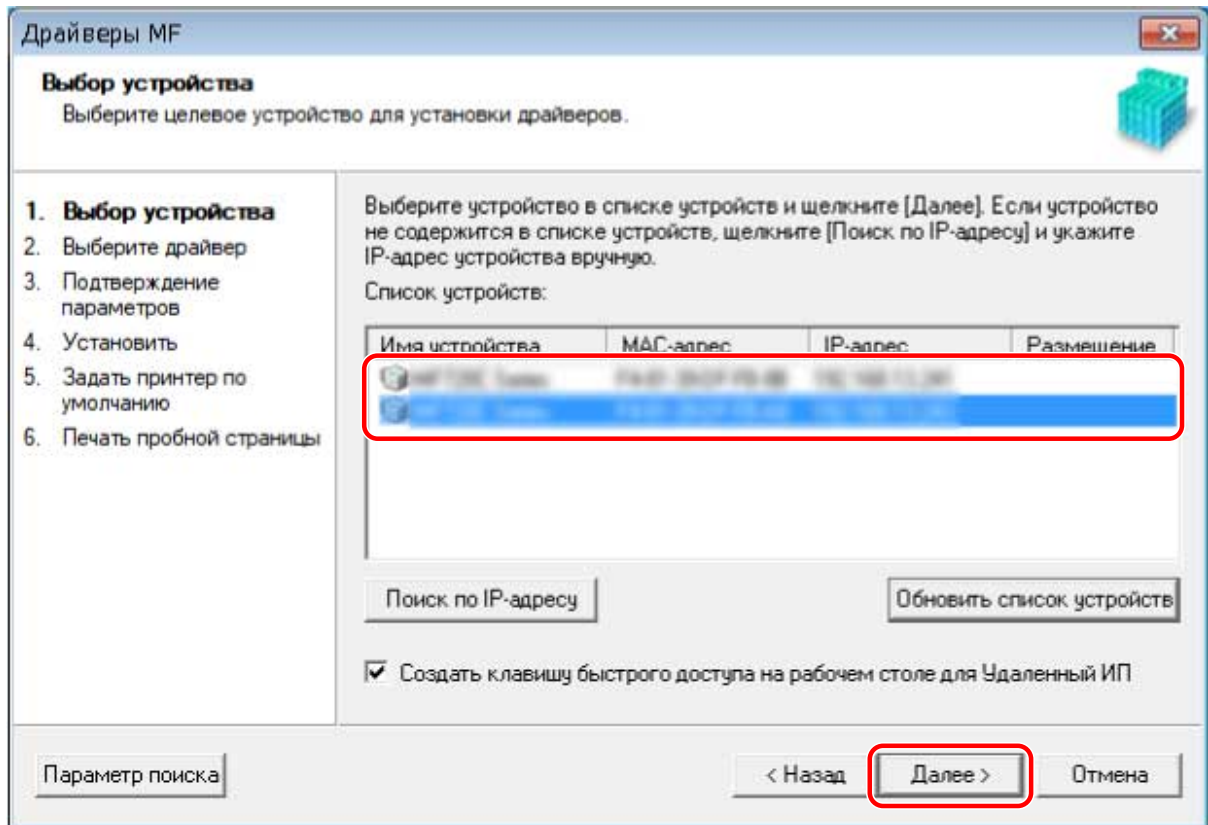 Драйверы MF
Выбор устройства
Выберите целевое устройство для установки драйверов.
1. Выбор устройства
2. Выберите драйвер
3. Подтверждение
параметров
4. Установить
5. Задать принтер по
умолчанию
6. Печать пробной страницы
Выберите устройство в списке устройств и щелкните [Далее]. Если устройство
не содержится в списке устройств, щелкните [Поиск по IP-адресу] и укажите
IP-адрес устройства вручную.
Список устройств:
Имя устройства MAC-адрес IP-адрес Размещение
Поиск по IP-адресу Обновить список устройств
Создать клавишу быстрого доступа на рабочем столе для Удаленный ИП
Параметр поиска < Назад Далее > Отмена